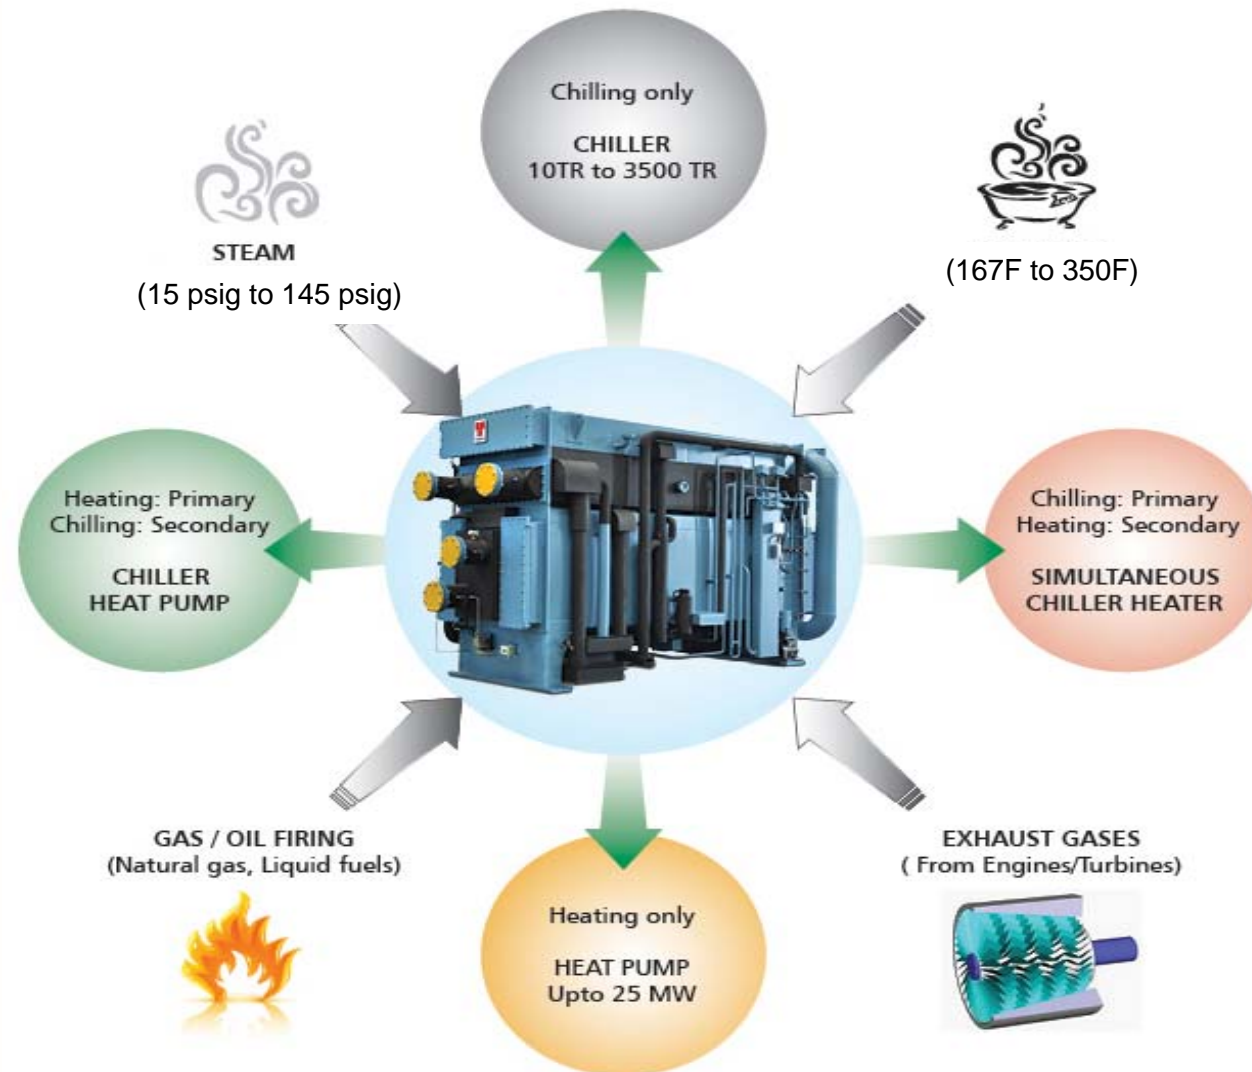 Chilling only
CHILLER
10TR to 3500 TR
STEAM
(15 psig to 145 psig)
(167F to 350F)
Heating: Primary
Chilling: Secondary
CHILLER
HEAT PUMP
Chilling: Primary
Heating: Secondary
SIMULTANEOUS
CHILLER HEATER
GAS / OIL FIRING
(Natural gas, Liquid fuels)
EXHAUST GASES
( From Engines/Turbines)
Heating only
HEAT PUMP
Upto 25 MW